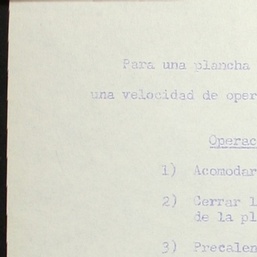 Para una plancha
una velocidad de oper
Operac
1) Acomodar
2) Cerrar l
de la pl
3) Precalen